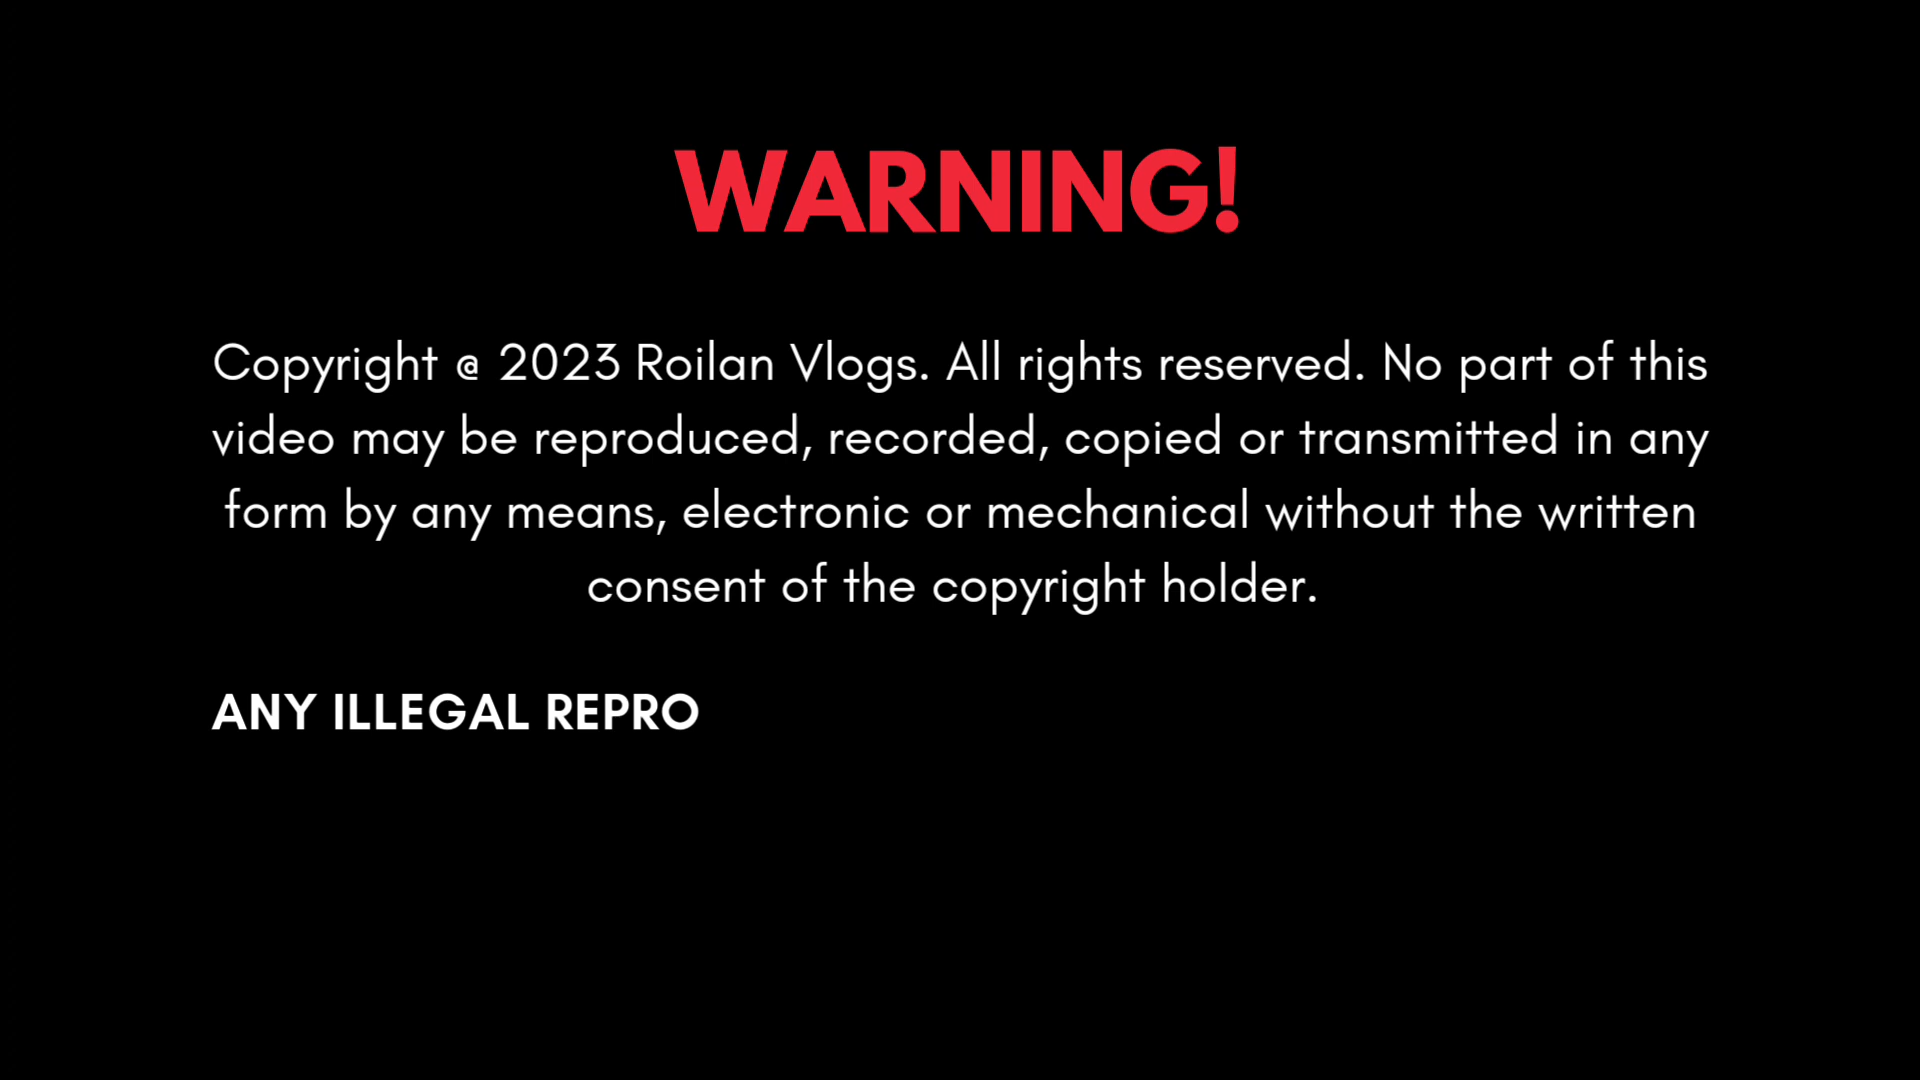 WARNING!
Copyright @ 2023 Roilan Vlogs. All rights reserved. No part of this
video may be reproduced, recorded, copied or transmitted in any
form by any means, electronic or mechanical without the written
consent of the copyright holder.
ANY ILLEGAL REPRO